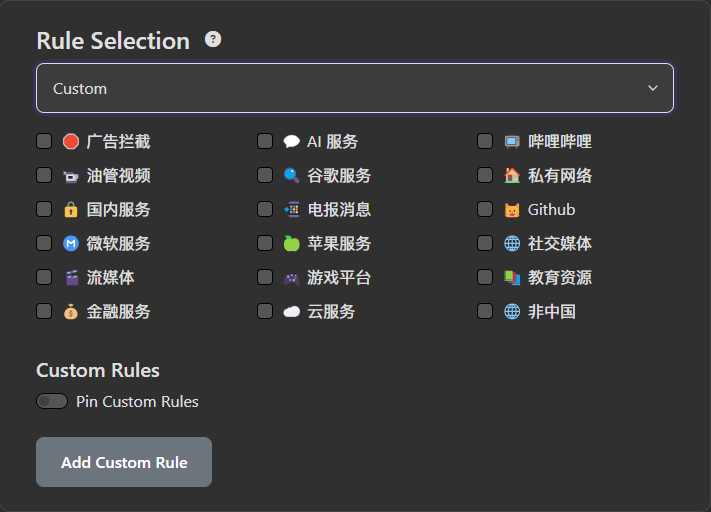 Rule Selection ?
Custom
广告拦截 AI 服务 哔哩哔哩
油管视频 谷歌服务 私有网络
国内服务 电报消息 Github
微软服务 苹果服务 社交媒体
流媒体 游戏平台 教育资源
金融服务 云服务 非中国
Custom Rules
Pin Custom Rules
Add Custom Rule